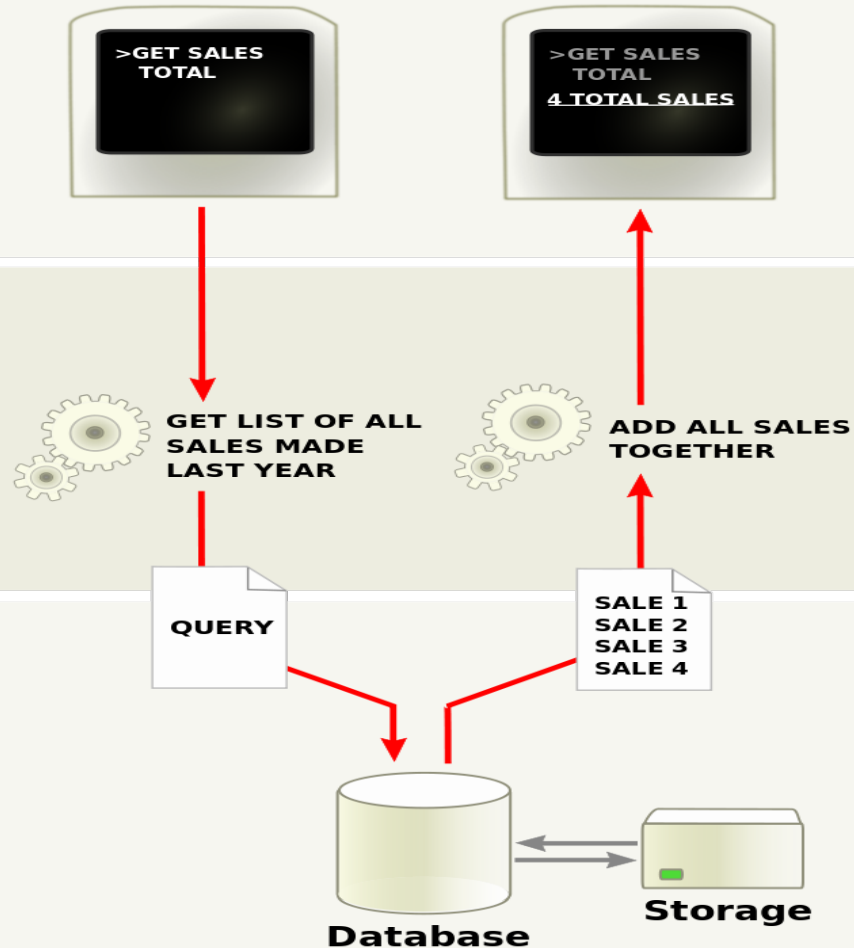 >GET SALES
TOTAL
>GET SALES
TOTAL
4 TOTAL SALES
GET LIST OF ALL
SALES MADE
LAST YEAR
ADD ALL SALES
TOGETHER
QUERY
SALE 1
SALE 2
SALE 3
SALE 4
Database
Storage